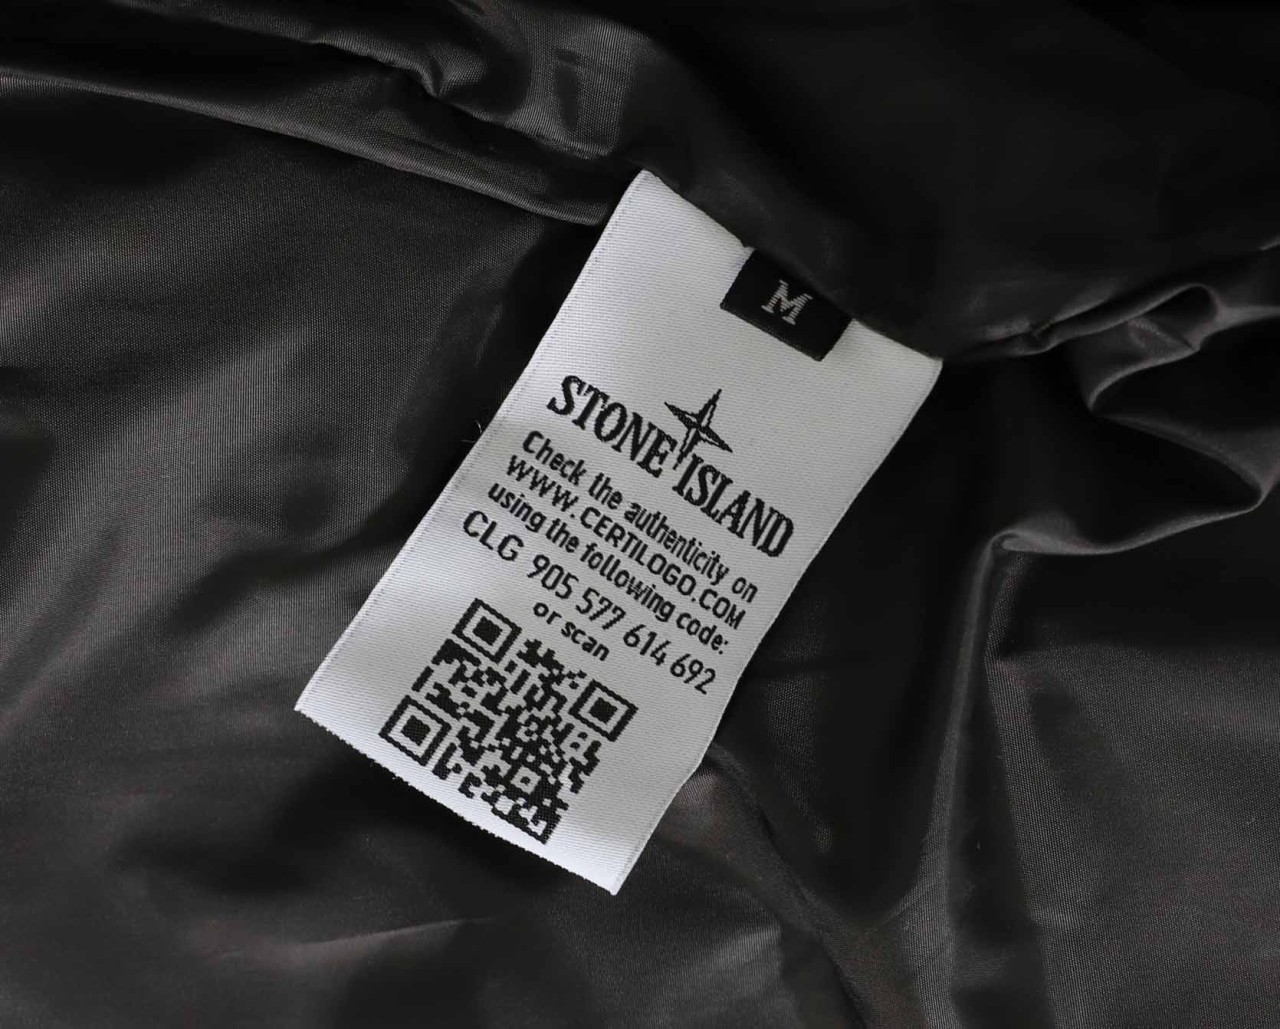 M
STONE ISLAND
Check the authenticity on
WWW.CERTILOGO.COM
using the following code:
CLG 905 577 614 692
or scan